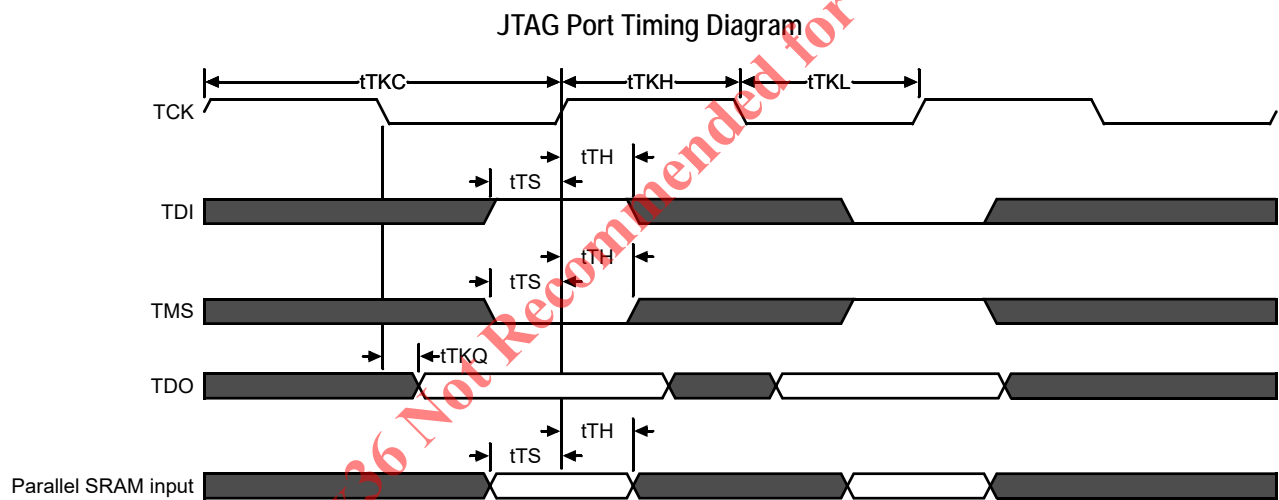 JTAG Port Timing Diagram
tTKC
tTKH
tTKL
TCK
tTH
tTS
TDI
tTH
tTS
TMS
tTKQ
TDO
tTH
tTS
Parallel SRAM input
36 Not Recommended for